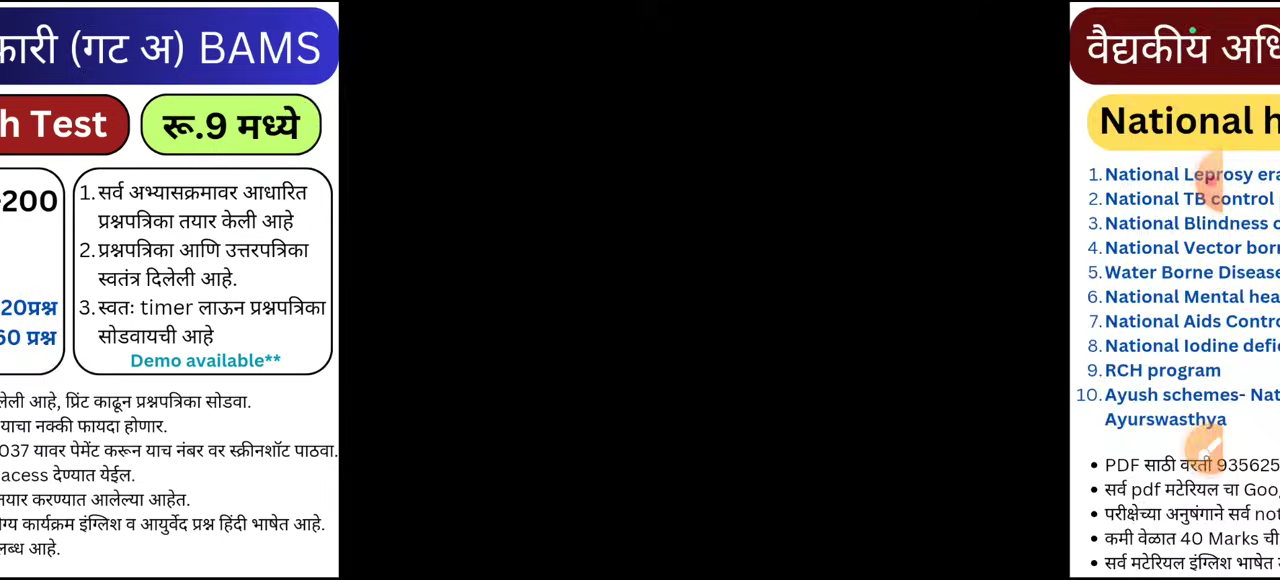 कारी (गट अ) BAMS
h Test
रू.9 मध्ये
-200
20प्रश्न
60 प्रश्न
1. सर्व अभ्यासक्रमावर आधारित
प्रश्नपत्रिका तयार केली आहे
2. प्रश्नपत्रिका आणि उत्तरपत्रिका
स्वतंत्र दिलेली आहे.
3. स्वतः timer लाऊन प्रश्नपत्रिका
सोडवायची आहे
Demo available**
लेली आहे, प्रिंट काढून प्रश्नपत्रिका सोडवा.
याचा नक्की फायदा होणार.
037 यावर पेमेंट करून याच नंबर वर स्क्रीनशॉट पाठवा.
acess देण्यात येईल.
तयार करण्यात आलेल्या आहेत.
ग्य कार्यक्रम इंग्लिश व आयुर्वेद प्रश्न हिंदी भाषेत आहे.
लब्ध आहे.
वैद्यकीय अधि
National h
1. National Leprosy era
2. National TB control
3. National Blindness c
4. National Vector born
5. Water Borne Disease
6. National Mental hea
7. National Aids Contro
8. National Iodine defic
9. RCH program
10. Ayush schemes- Nat
Ayurswasthya
• PDF साठी वरती 935625
• सर्व pdf मटेरियल चा Goog
• परीक्षेच्या अनुषंगाने सर्व not
• कमी वेळात 40 Marks ची
• सर्व मटेरियल इंग्लिश भाषेत